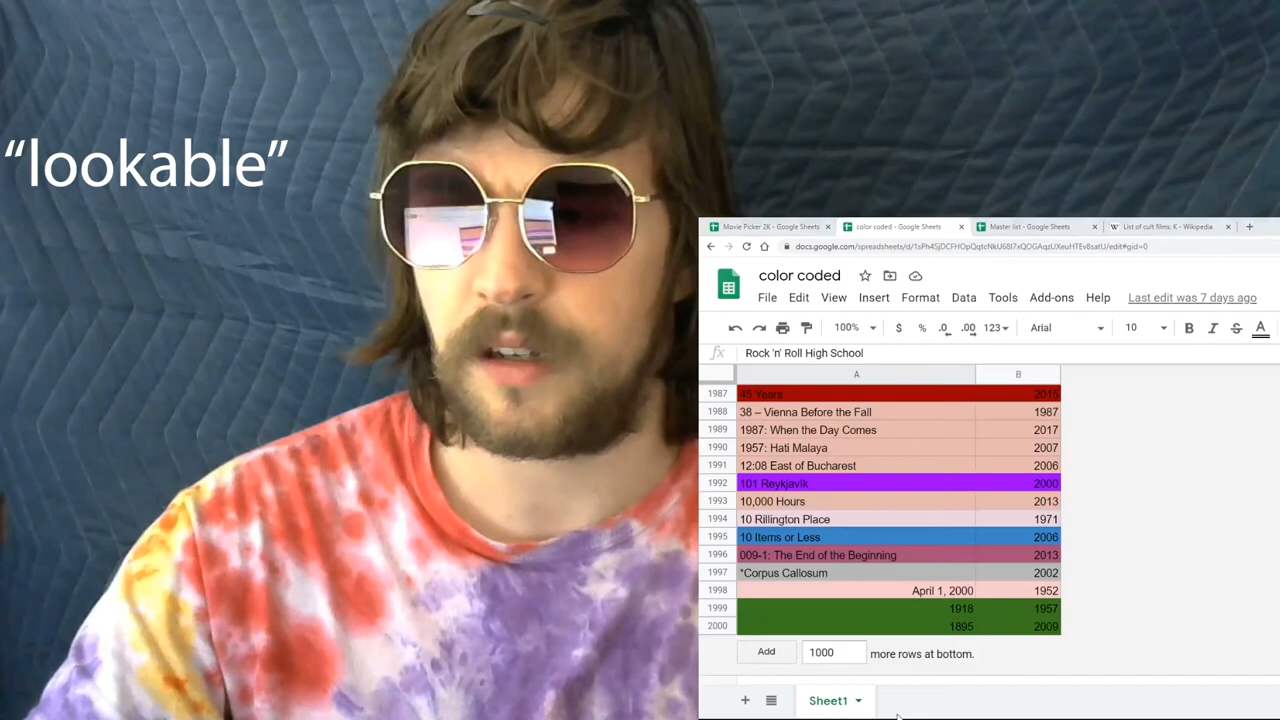 “lookable”
Movie Picker 2K - Google Sheets
color coded - Google Sheets
Master list - Google Sheets
List of cult films: K - Wikipedia
color coded
File Edit View Insert Format Data Tools Add-ons Help Last edit was 7 days ago
100% $ % .0 .00 123 Arial 10 B I S A
fx Rock 'n' Roll High School
A B
1987 45 Years 2015
1988 38 – Vienna Before the Fall 1987
1989 1987: When the Day Comes 2017
1990 1957: Hati Malaya 2007
1991 12:08 East of Bucharest 2006
1992 101 Reykjavík 2000
1993 10,000 Hours 2013
1994 10 Rillington Place 1971
1995 10 Items or Less 2006
1996 009-1: The End of the Beginning 2013
1997 *Corpus Callosum 2002
1998 April 1, 2000 1952
1999 1918 1957
2000 1895 2009
Add 1000 more rows at bottom.
Sheet1